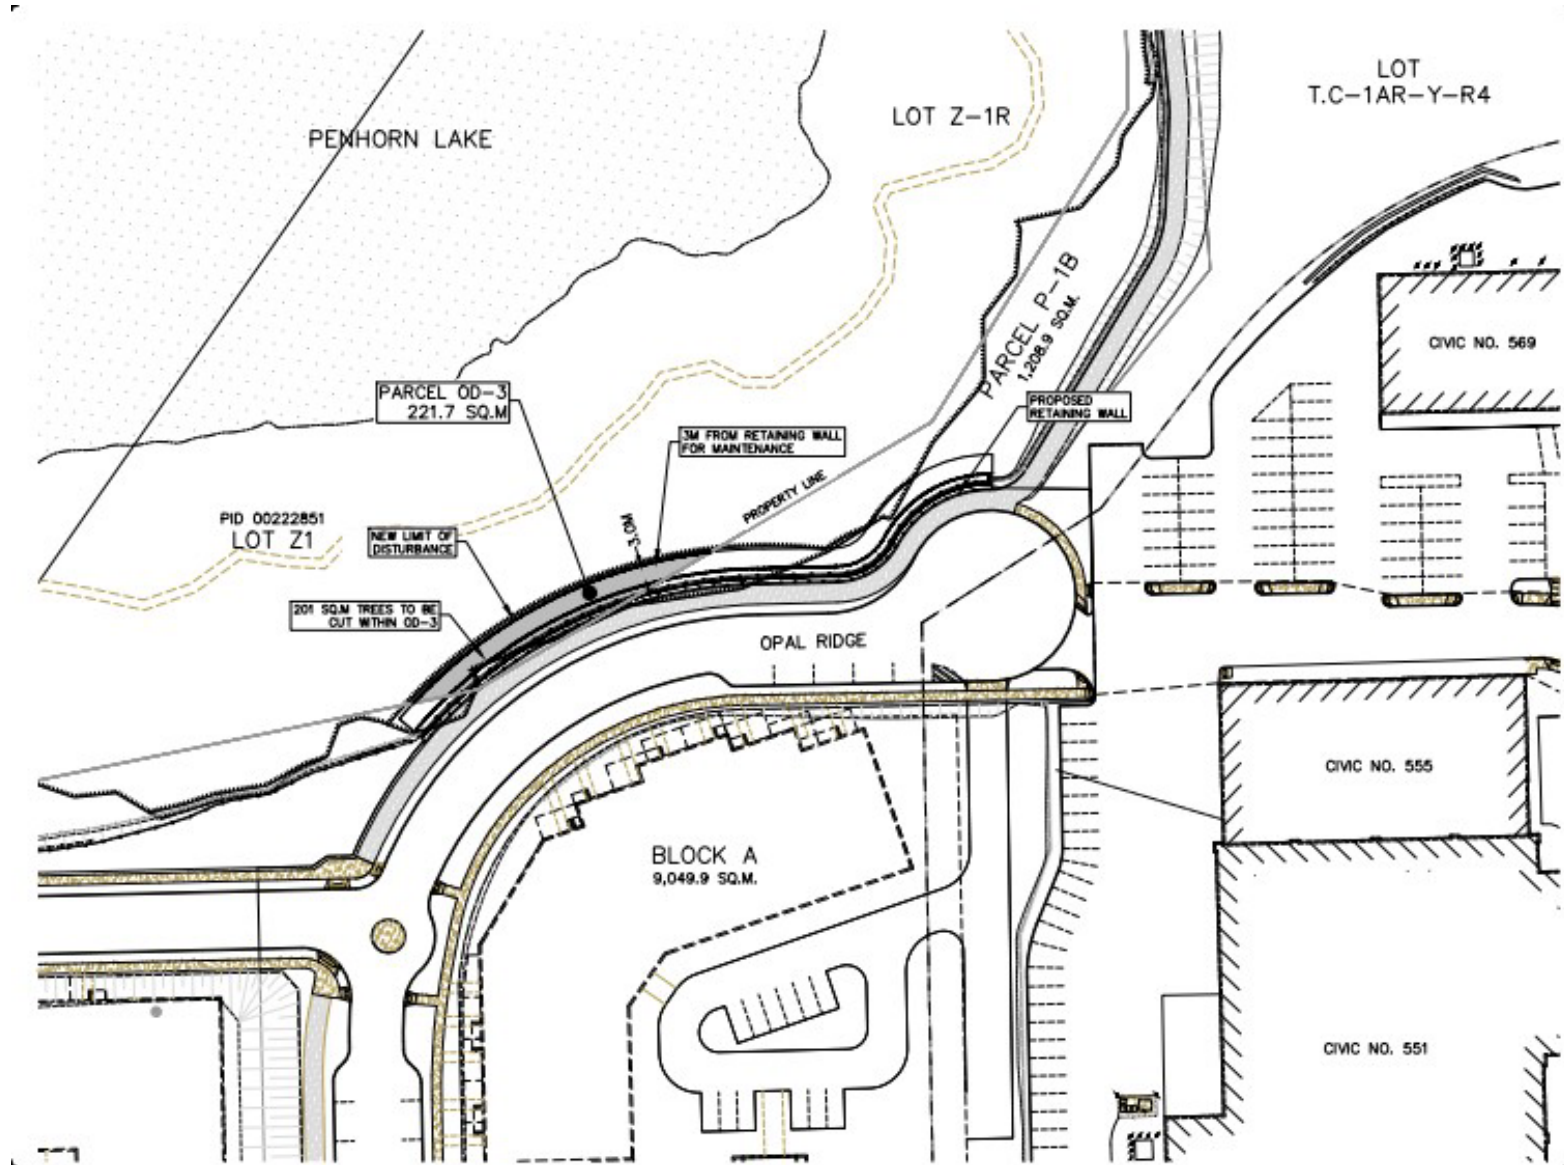 LOT
T.C-1AR-Y-R4
LOT Z-1R
PENHORN LAKE
PARCEL P-1B
1,208.9 SQ.M.
CIVIC NO. 569
PARCEL OD-3
221.7 SQ.M
PROPOSED
RETAINING WALL
3M FROM RETAINING WALL
FOR MAINTENANCE
PROPERTY LINE
PID 00222851
LOT Z1
NEW LIMIT OF
DISTURBANCE
3.0M
201 SQ.M TREES TO BE
CUT WITHIN OD-3
OPAL RIDGE
CIVIC NO. 555
BLOCK A
9,049.9 SQ.M.
CIVIC NO. 551